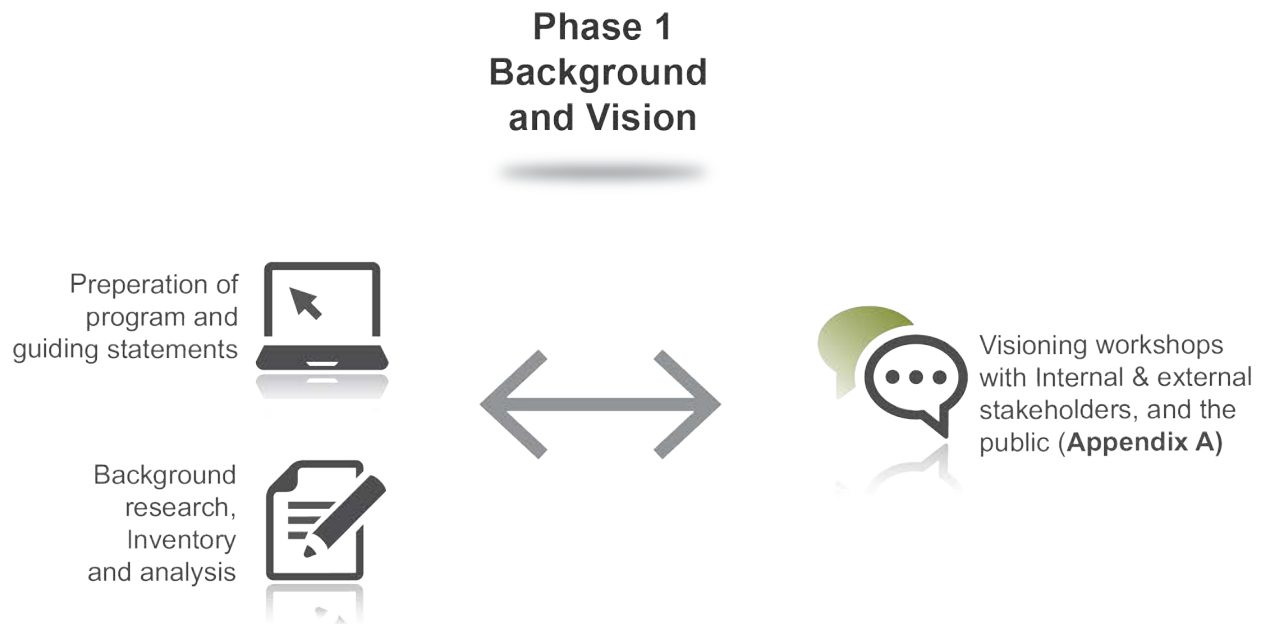 Phase 1
Background
and Vision
Preperation of
program and
guiding statements
Background
research,
Inventory
and analysis
Visioning workshops
with Internal & external
stakeholders, and the
public (Appendix A)